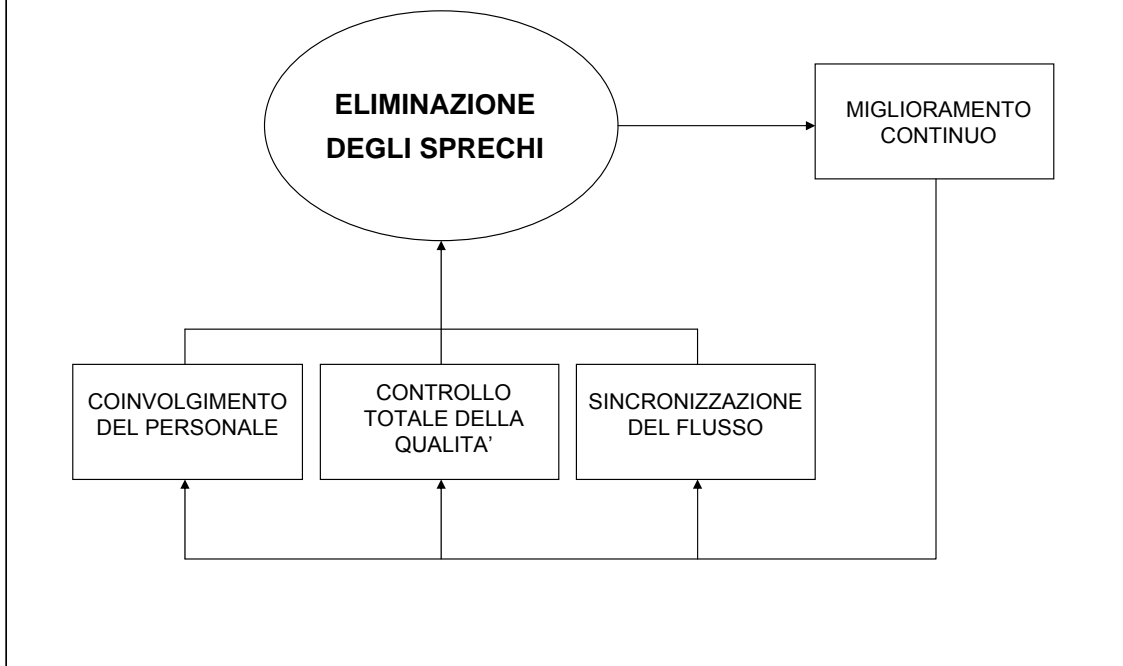 ELIMINAZIONE
DEGLI SPRECHI
MIGLIORAMENTO
CONTINUO
COINVOLGIMENTO
DEL PERSONALE
CONTROLLO
TOTALE DELLA
QUALITA’
SINCRONIZZAZIONE
DEL FLUSSO